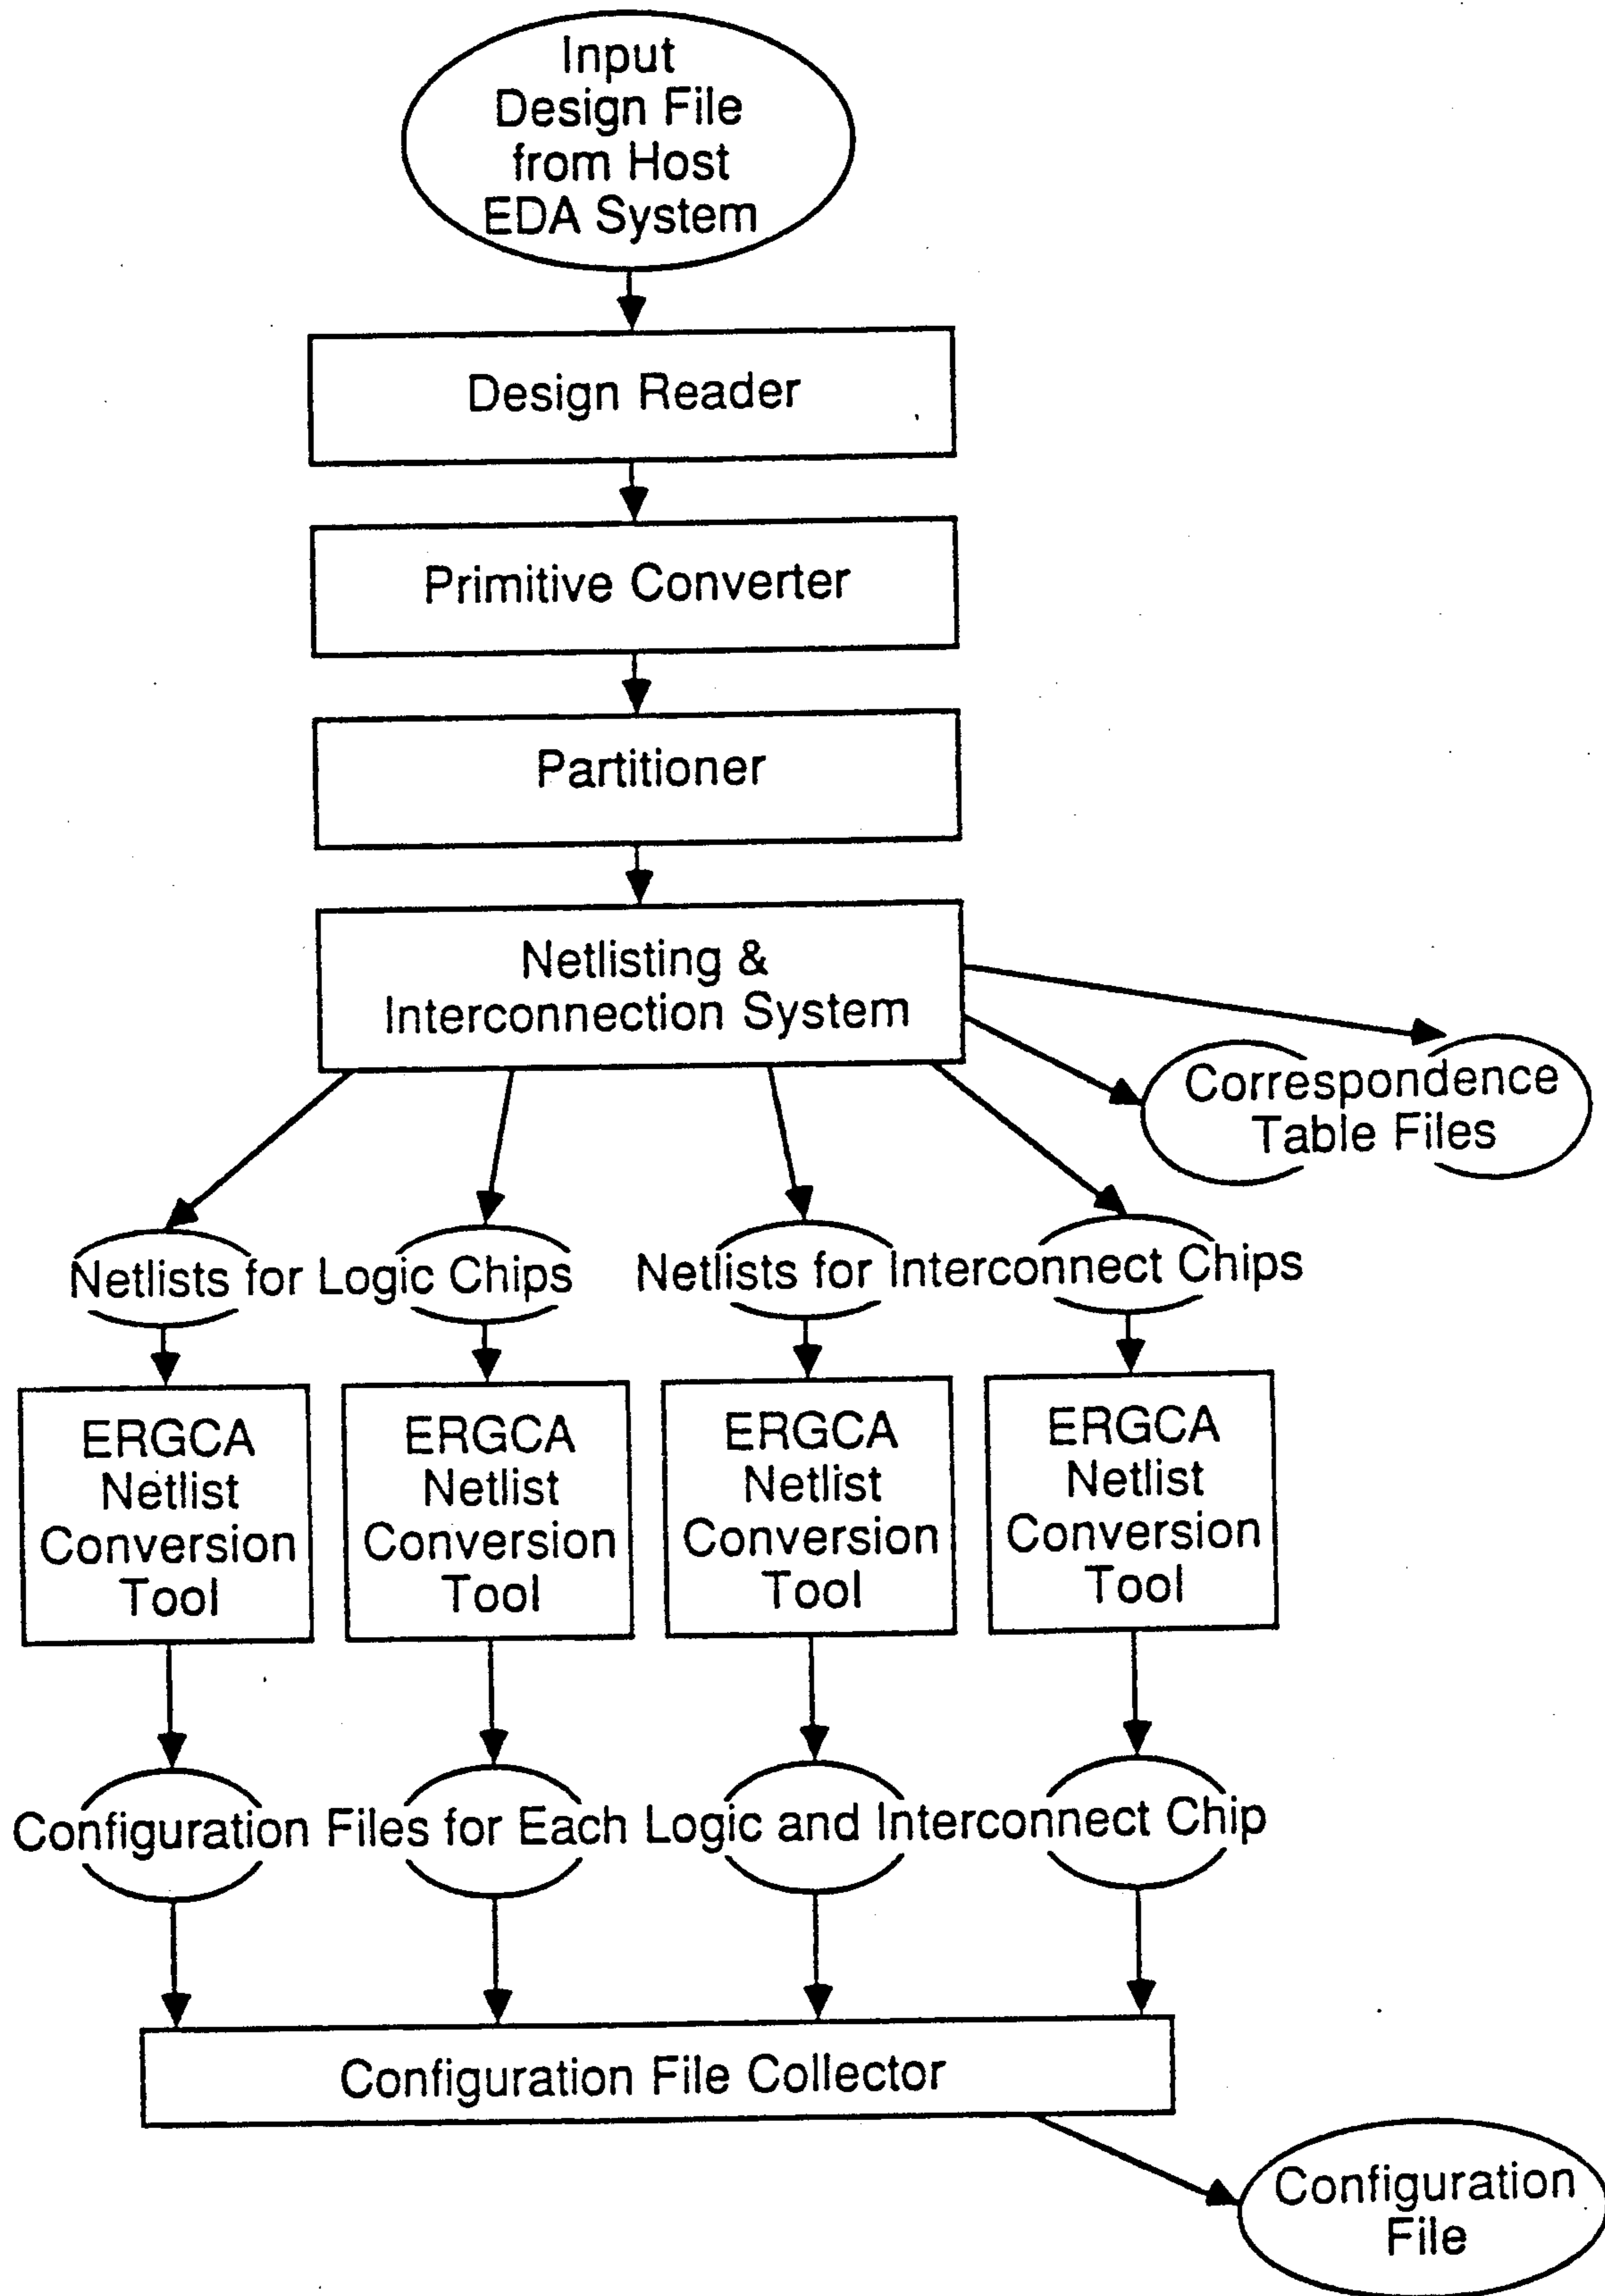 Input
Design File
from Host
EDA System
Design Reader
Primitive Converter
Partitioner
Netlisting &
Interconnection System
Correspondence
Table Files
Netlists for Logic Chips
Netlists for Interconnect Chips
ERGCA
Netlist
Conversion
Tool
ERGCA
Netlist
Conversion
Tool
ERGCA
Netlist
Conversion
Tool
ERGCA
Netlist
Conversion
Tool
Configuration Files for Each Logic and Interconnect Chip
Configuration File Collector
Configuration
File